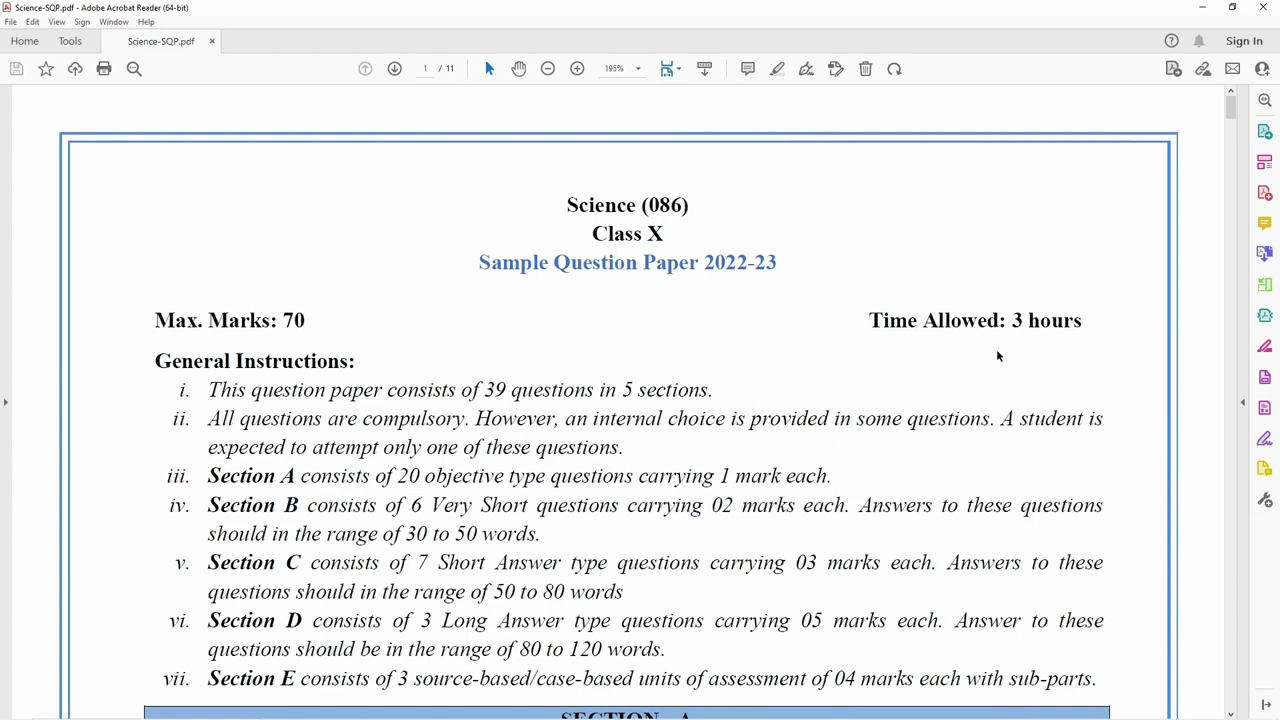 Science-SQP.pdf - Adobe Acrobat Reader (64-bit)
File Edit View Sign Window Help
Home Tools Science-SQP.pdf × Sign In
1 / 11 195%
Science (086)
Class X
Sample Question Paper 2022-23
Max. Marks: 70 Time Allowed: 3 hours
General Instructions:
i. This question paper consists of 39 questions in 5 sections.
ii. All questions are compulsory. However, an internal choice is provided in some questions. A student is
expected to attempt only one of these questions.
iii. Section A consists of 20 objective type questions carrying 1 mark each.
iv. Section B consists of 6 Very Short questions carrying 02 marks each. Answers to these questions
should in the range of 30 to 50 words.
v. Section C consists of 7 Short Answer type questions carrying 03 marks each. Answers to these
questions should in the range of 50 to 80 words
vi. Section D consists of 3 Long Answer type questions carrying 05 marks each. Answer to these
questions should be in the range of 80 to 120 words.
vii. Section E consists of 3 source-based/case-based units of assessment of 04 marks each with sub-parts.
SECTION - A